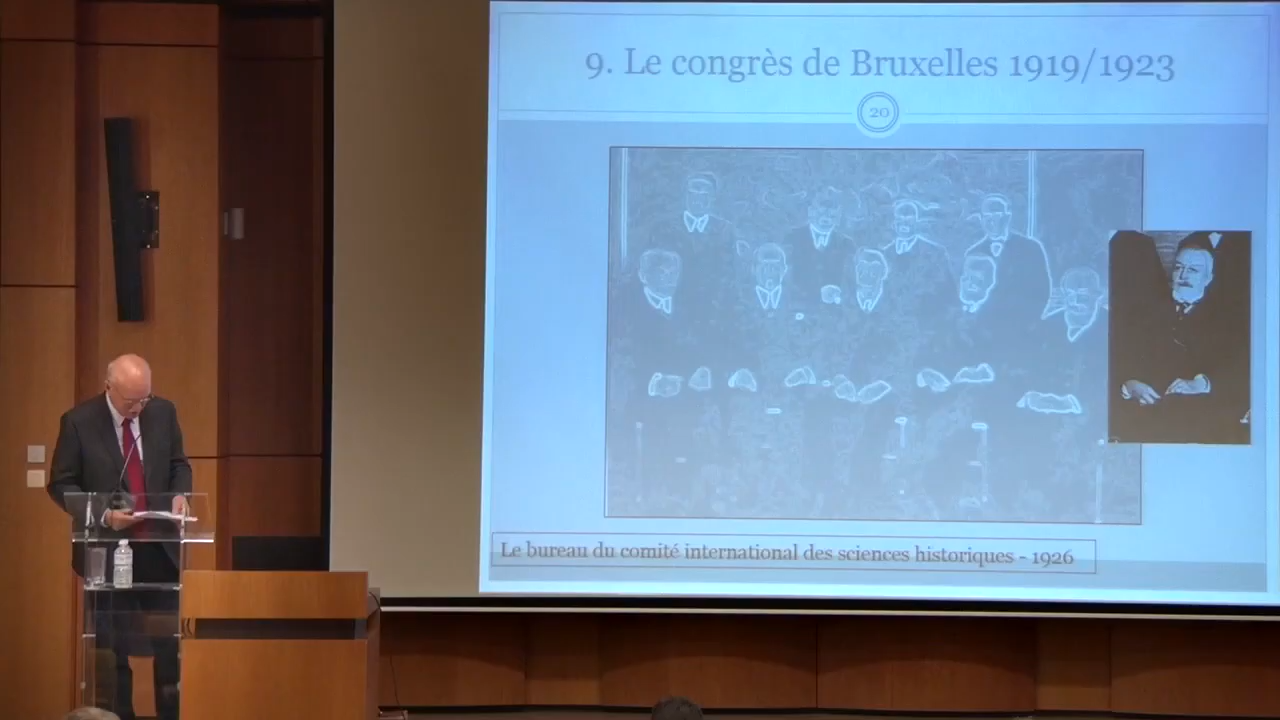 9. Le congrès de Bruxelles 1919/1923
20
Le bureau du comité international des sciences historiques - 1926